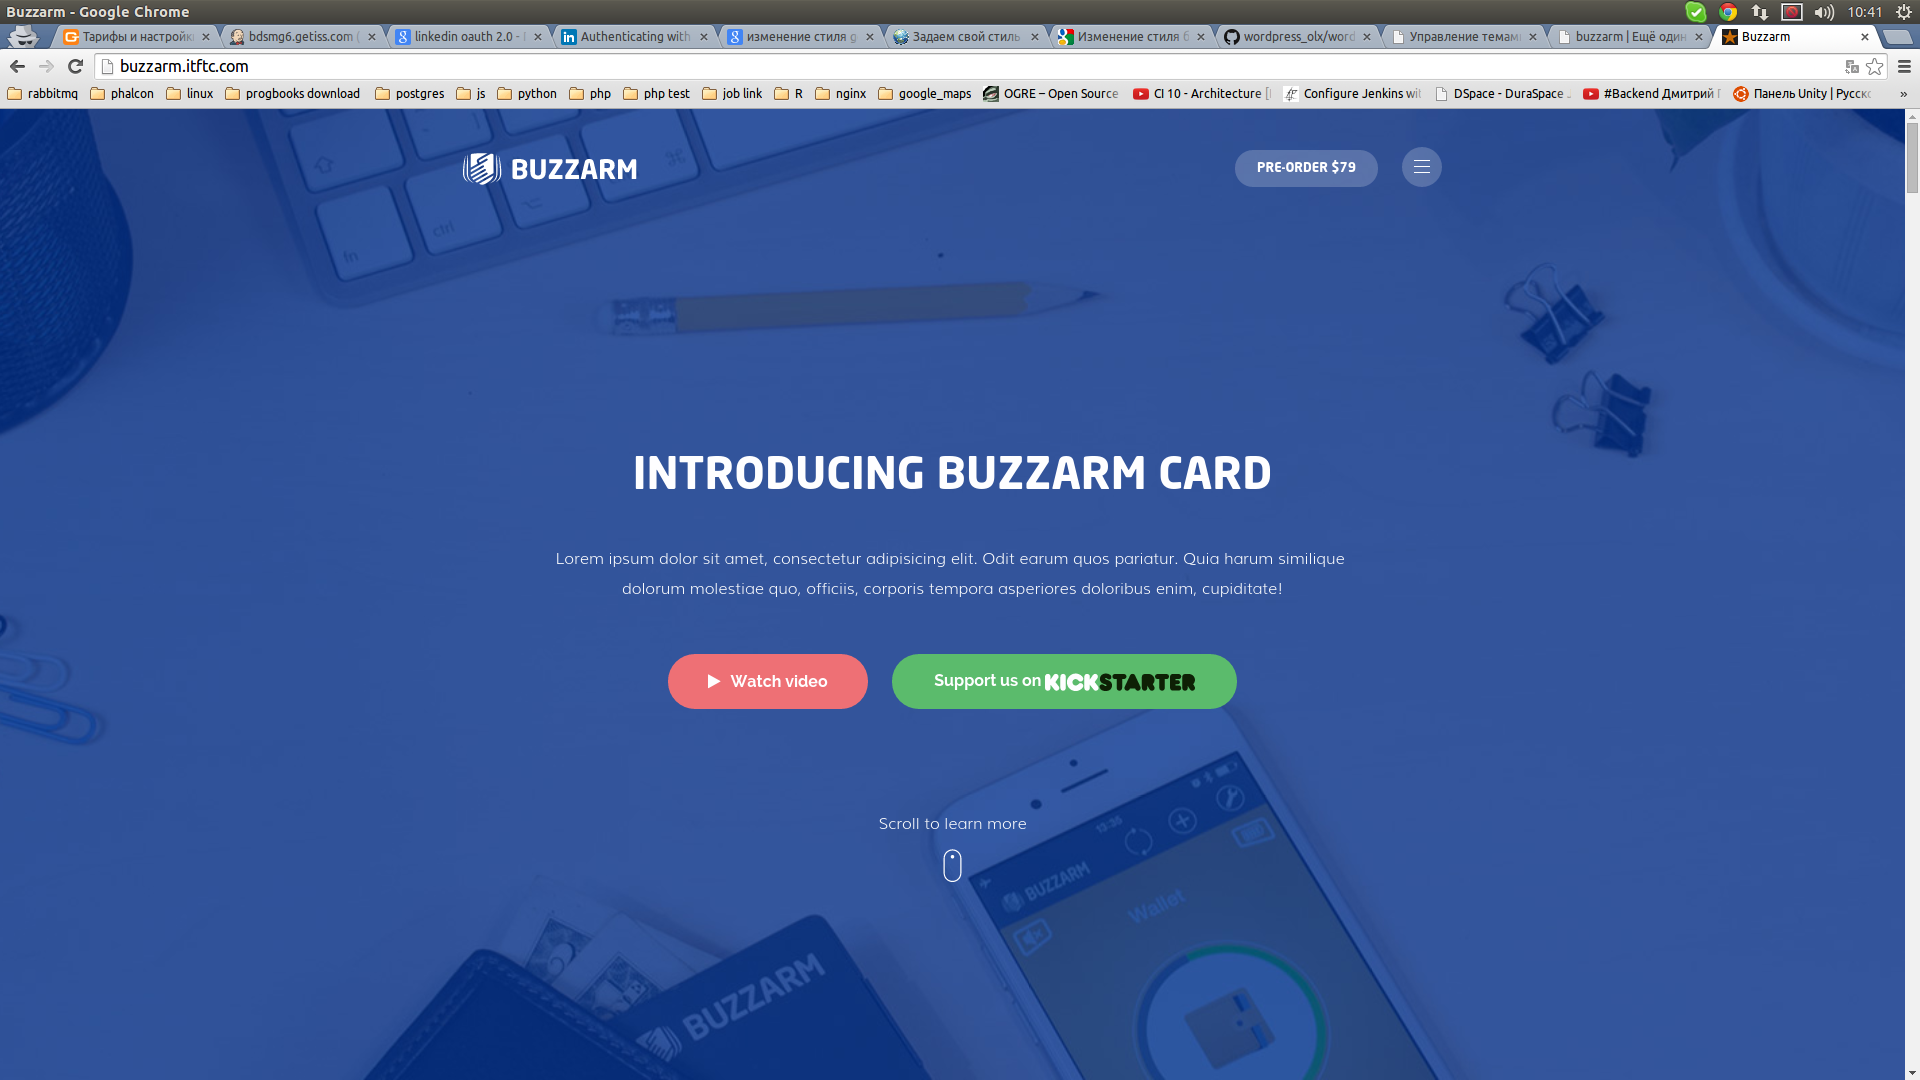 Buzzarm - Google Chrome
10:41
Тарифы и настройк
bdsmg6.getiss.com (
linkedin oauth 2.0 -
Authenticating with
изменение стиля g
Задаем свой стиль
Изменение стиля б
wordpress_olx/word
Управление темам
buzzarm | Ещё один
Buzzarm
buzzarm.itftc.com
rabbitmq
phalcon
linux
progbooks download
postgres
js
python
php
php test
job link
R
nginx
google_maps
OGRE – Open Source
CI 10 - Architecture [
Configure Jenkins wi
DSpace - DuraSpace
#Backend Дмитрий
Панель Unity | Русск
»
BUZZARM
PRE-ORDER $79
fn
ctrl
INTRODUCING BUZZARM CARD
Lorem ipsum dolor sit amet, consectetur adipisicing elit. Odit earum quos pariatur. Quia harum similique
dolorum molestiae quo, officiis, corporis tempora asperiores doloribus enim, cupiditate!
Watch video
Support us on KICKSTARTER
Scroll to learn more
13:35
BUZZARM
Wallet
BUZZARM